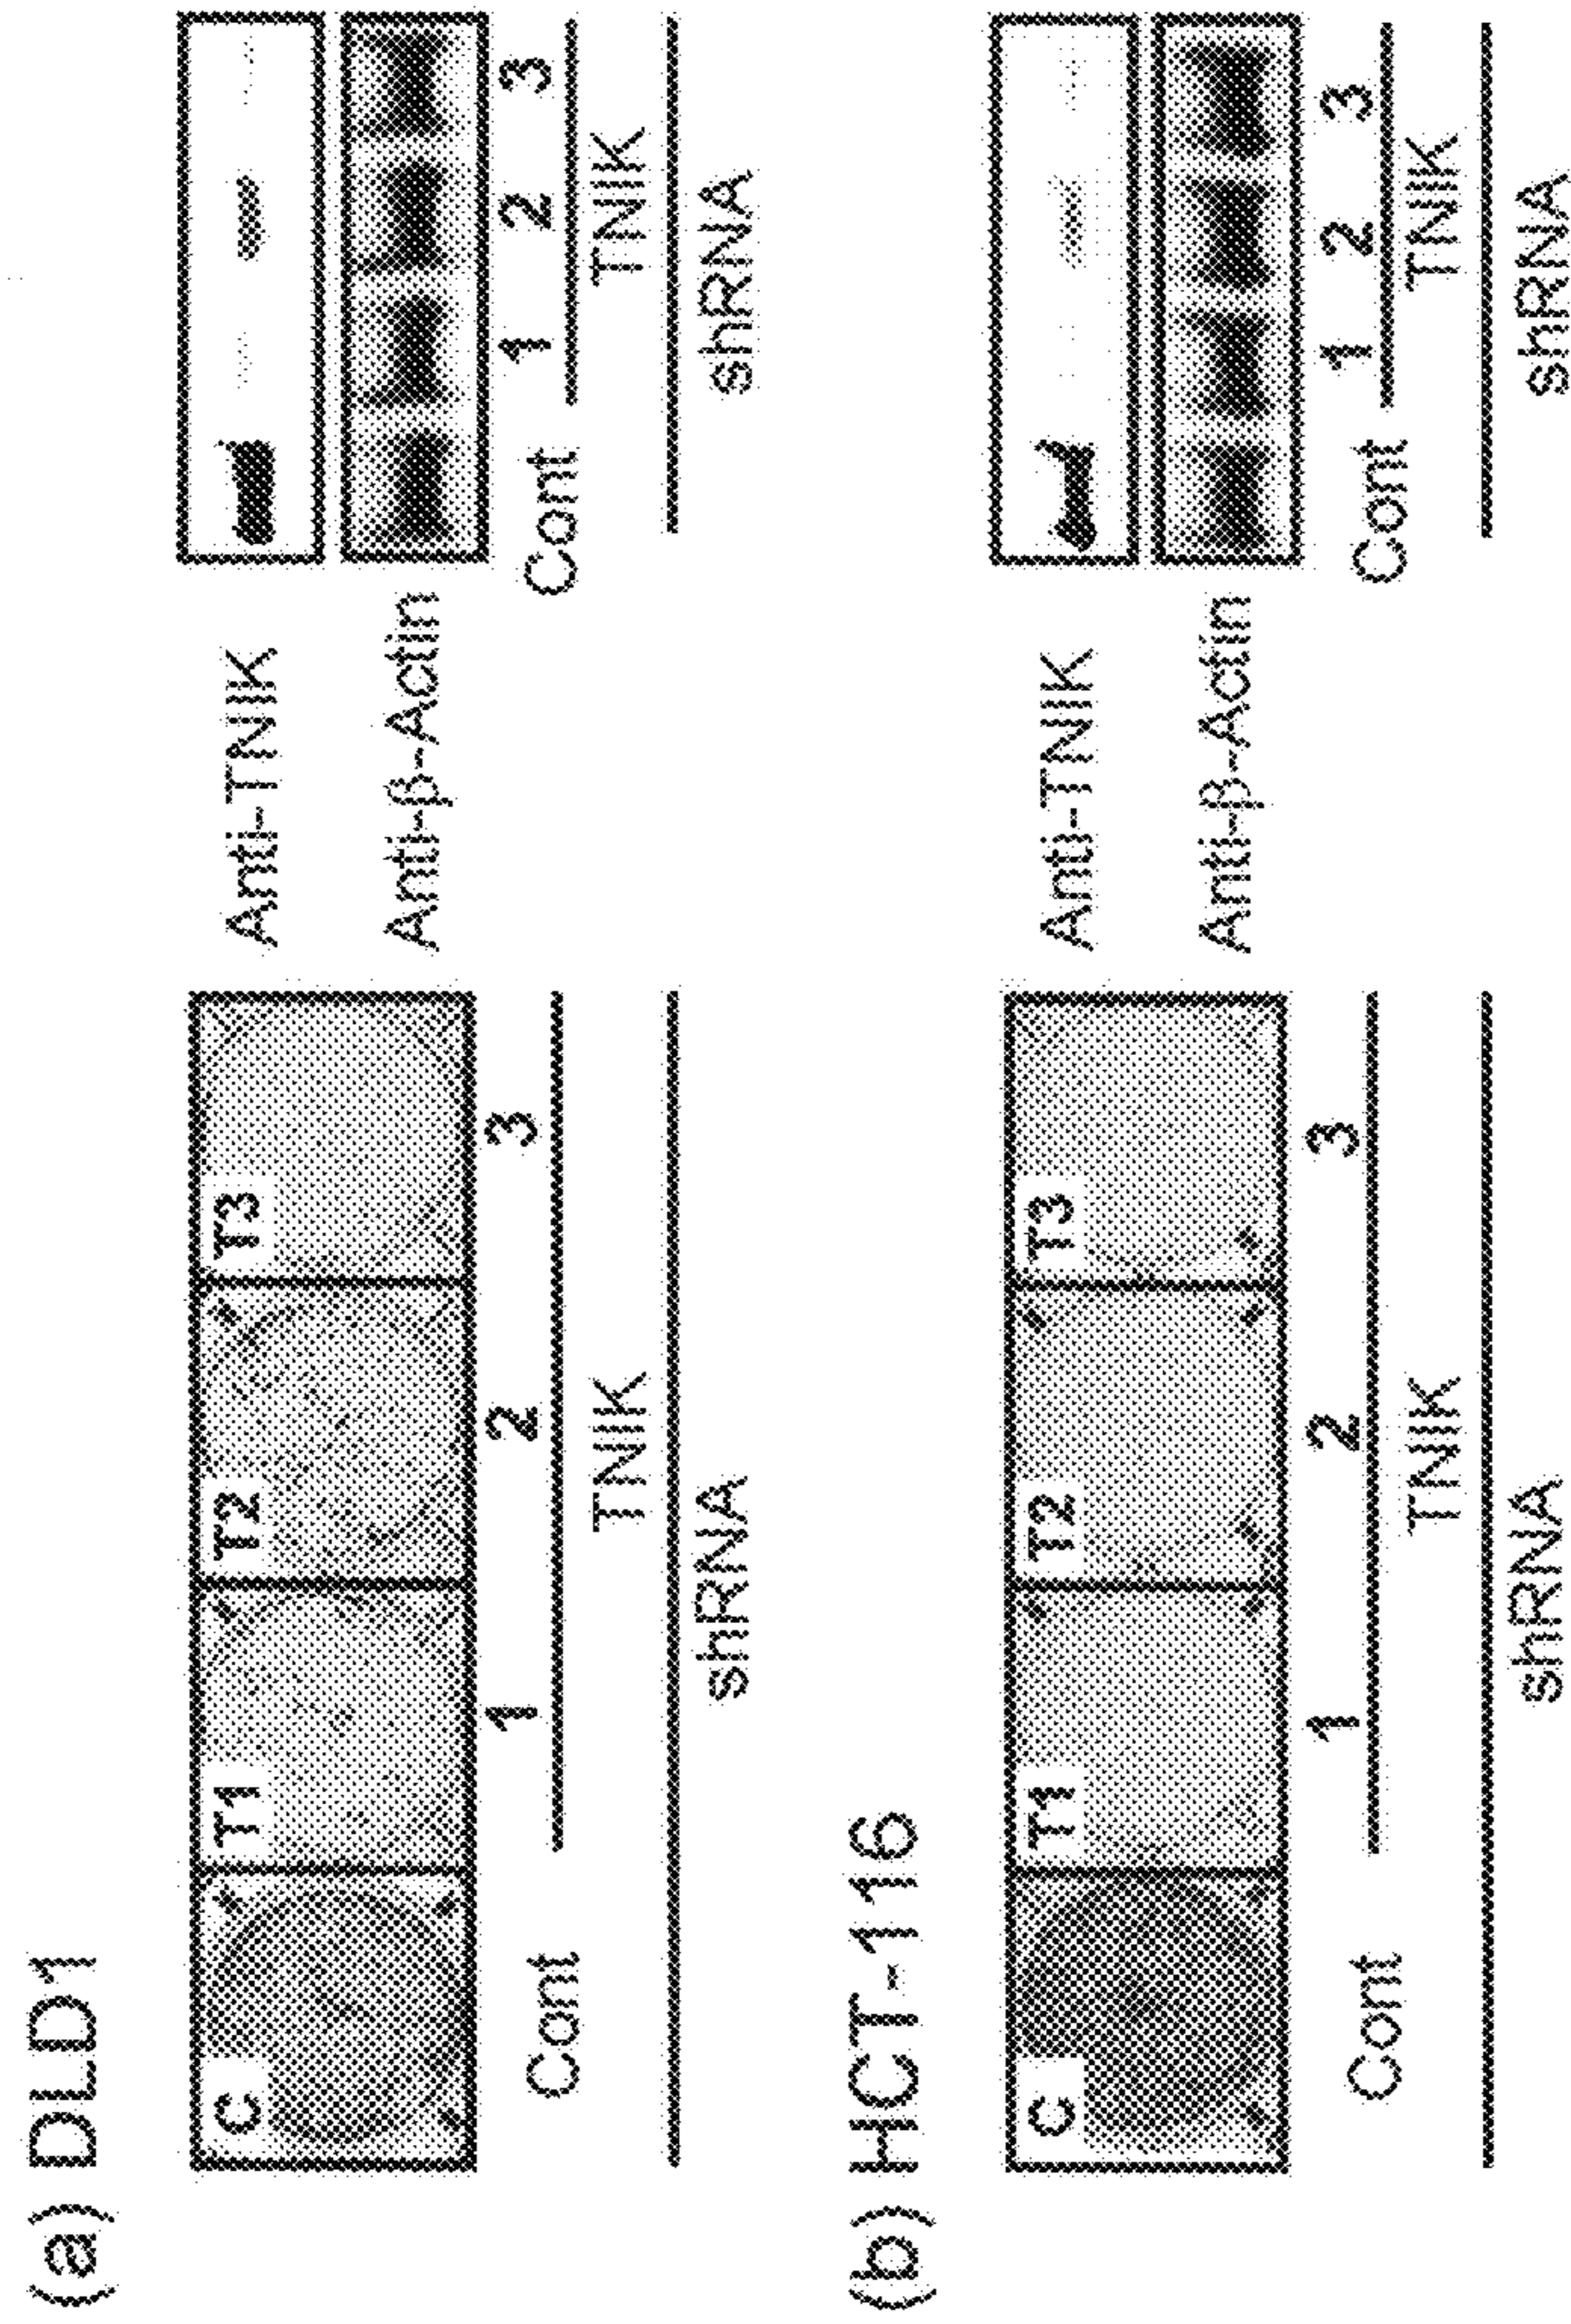 (a) DLD1
C T1 T2 T3
Cont 1 2 3
TNIK
shRNA
Anti-TNIK
Anti-β-Actin
Cont 1 2 3
TNIK
shRNA
(b) HCT-116
C T1 T2 T3
Cont 1 2 3
TNIK
shRNA
Anti-TNIK
Anti-β-Actin
Cont 1 2 3
TNIK
shRNA